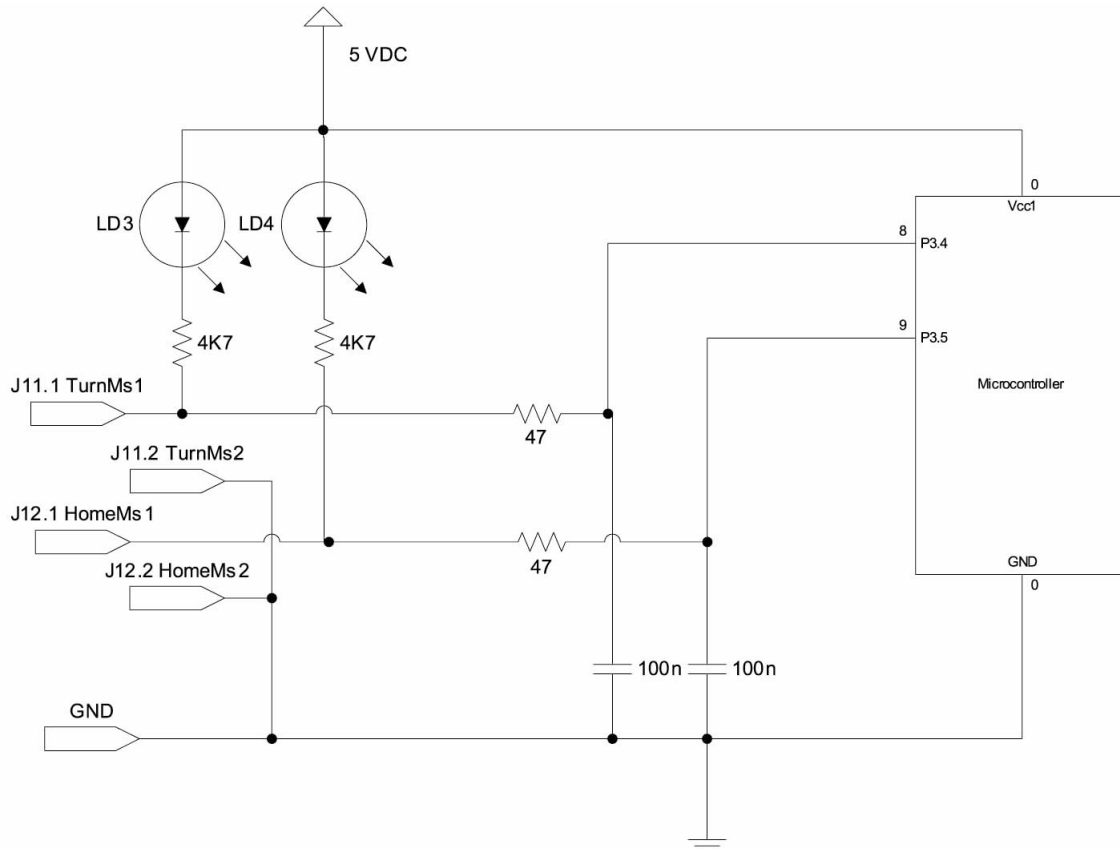 5 VDC
0
Vcc1
LD3
LD4
8
P3.4
4K7
4K7
9
P3.5
J11.1 TurnMs1
Microcontroller
47
J11.2 TurnMs2
J12.1 HomeMs1
47
J12.2 HomeMs2
GND
0
100n
100n
GND